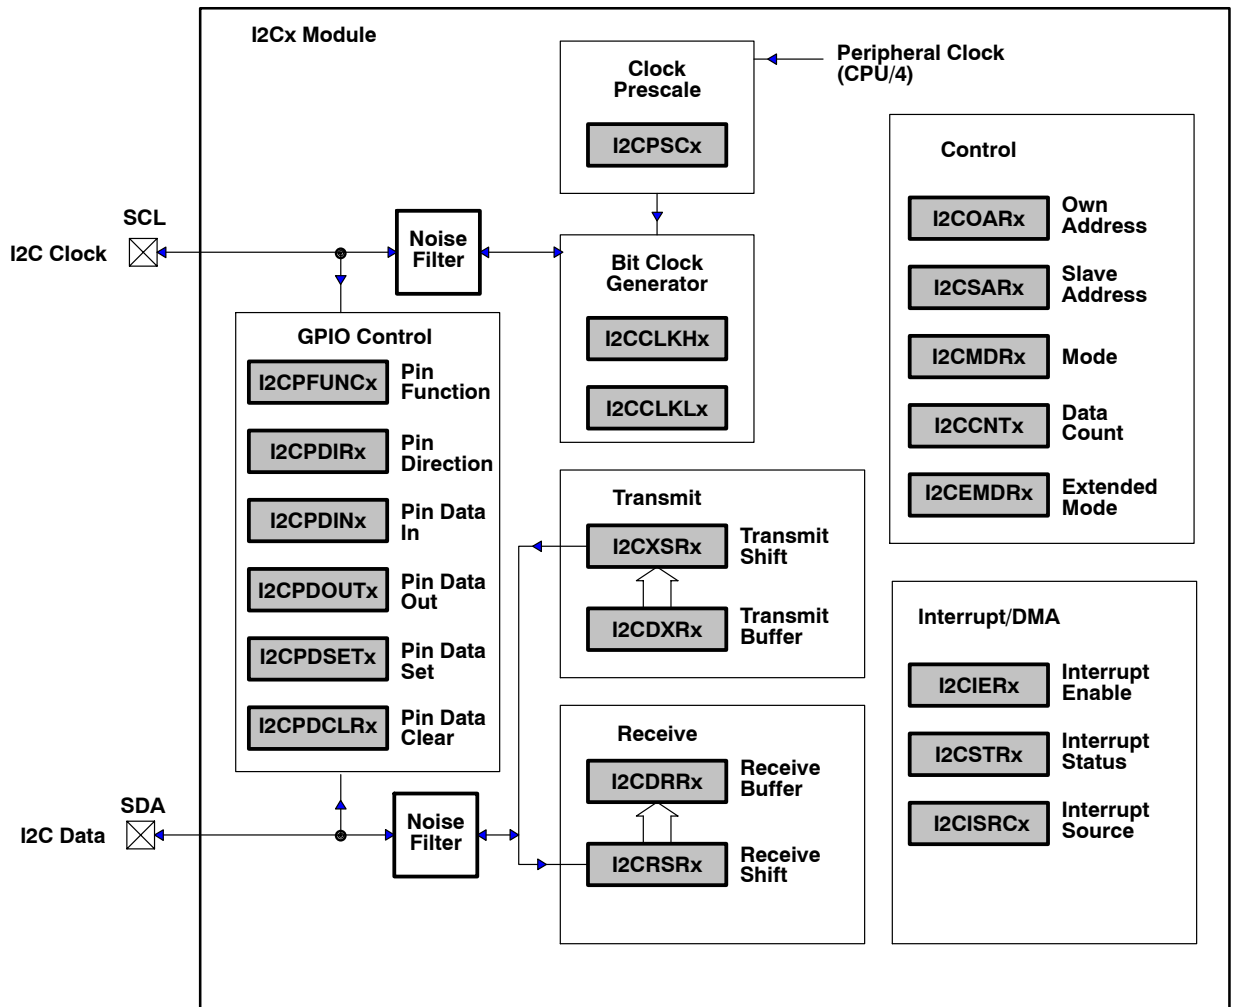 I2Cx Module
Clock
Prescale
I2CPSCx
Peripheral Clock
(CPU/4)
SCL
I2C Clock
Noise
Filter
Bit Clock
Generator
I2CCLKHx
I2CCLKLx
GPIO Control
I2CPFUNCx
Pin
Function
I2CPDIRx
Pin
Direction
I2CPDINx
Pin Data
In
I2CPDOUTx
Pin Data
Out
I2CPDSETx
Pin Data
Set
I2CPDCLRx
Pin Data
Clear
SDA
I2C Data
Noise
Filter
Transmit
I2CXSRx
Transmit
Shift
I2CDXRx
Transmit
Buffer
Receive
I2CDRRx
Receive
Buffer
I2CRSRx
Receive
Shift
Control
I2COARx
Own
Address
I2CSARx
Slave
Address
I2CMDRx
Mode
I2CCNTx
Data
Count
I2CEMDRx
Extended
Mode
Interrupt/DMA
I2CIERx
Interrupt
Enable
I2CSTRx
Interrupt
Status
I2CISRCx
Interrupt
Source